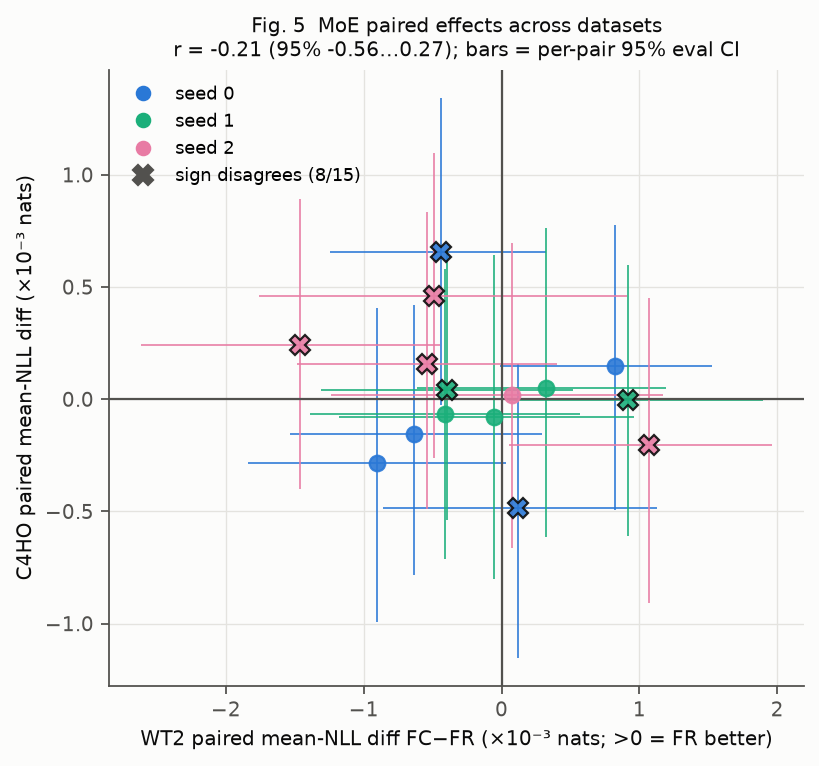 Fig. 5  MoE paired effects across datasets
r = -0.21 (95% -0.56…0.27); bars = per-pair 95% eval CI
seed 0
seed 1
seed 2
sign disagrees (8/15)
1.0
0.5
0.0
−0.5
−1.0
C4HO paired mean-NLL diff (×10⁻³ nats)
−2
−1
0
1
2
WT2 paired mean-NLL diff FC−FR (×10⁻³ nats; >0 = FR better)